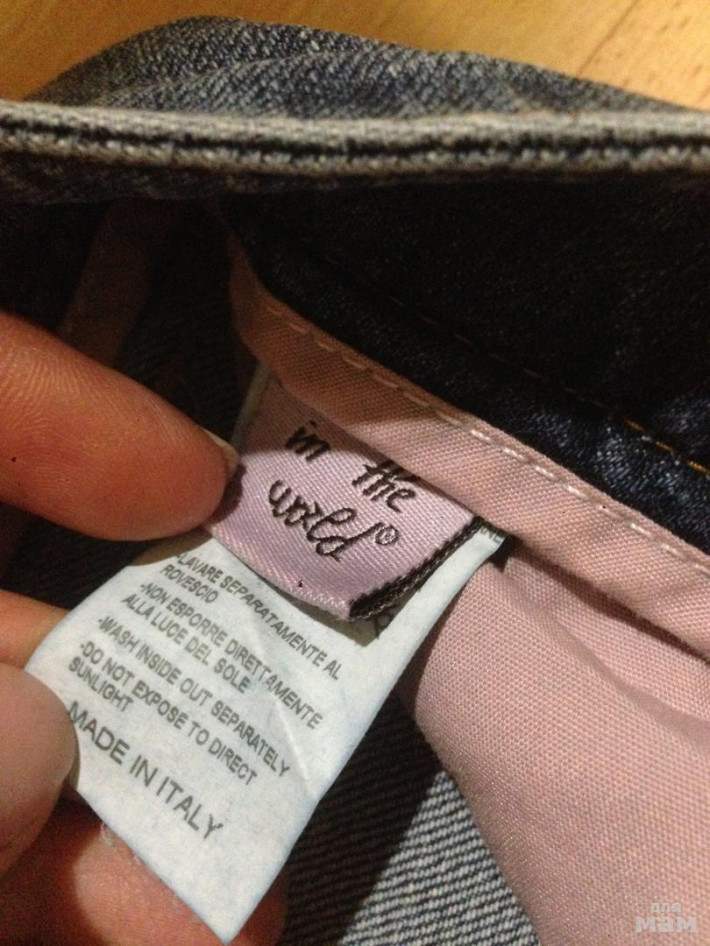 in the
world®
-LAVARE SEPARATAMENTE AL
ROVESCIO
-NON ESPORRE DIRETTAMENTE
ALLA LUCE DEL SOLE
-WASH INSIDE OUT SEPARATELY
-DO NOT EXPOSE TO DIRECT
SUNLIGHT
MADE IN ITALY
для
мам